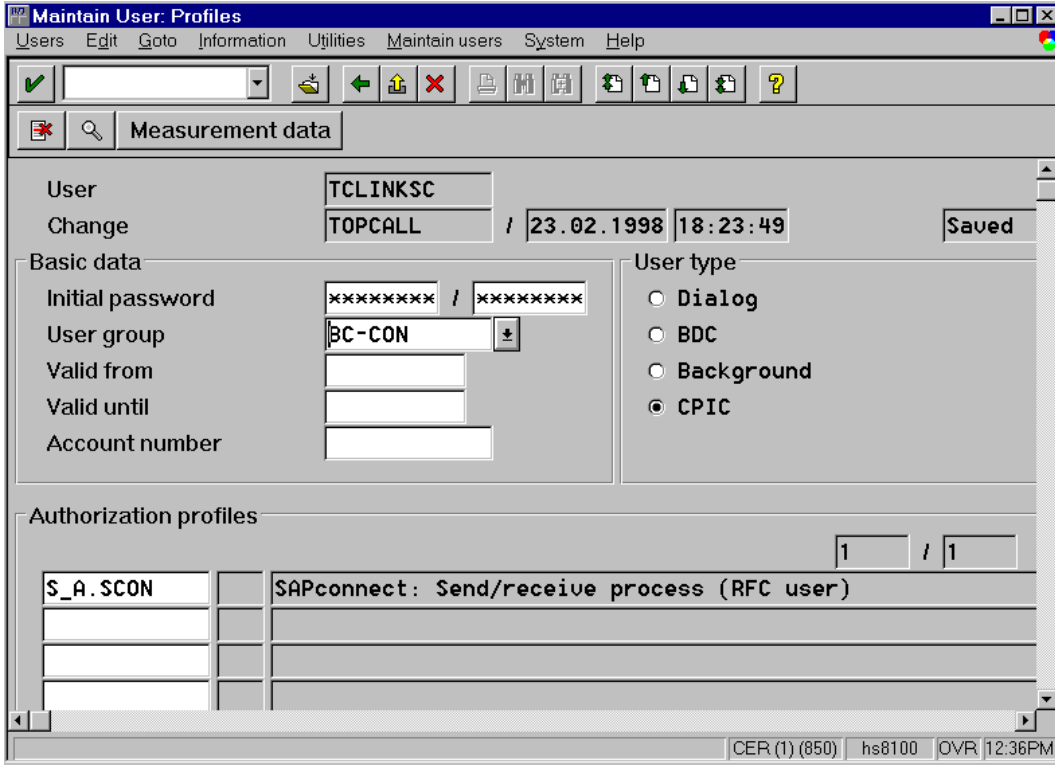 Maintain User: Profiles
Users Edit Goto Information Utilities Maintain users System Help
Measurement data
User TCLINKSC
Change TOPCALL / 23.02.1998 18:23:49 Saved
Basic data User type
Initial password ******** / ******** Dialog
User group BC-CON BDC
Valid from Background
Valid until CPIC
Account number
Authorization profiles
1 / 1
S_A.SCON SAPconnect: Send/receive process (RFC user)
CER (1) (850) hs8100 OVR 12:36PM